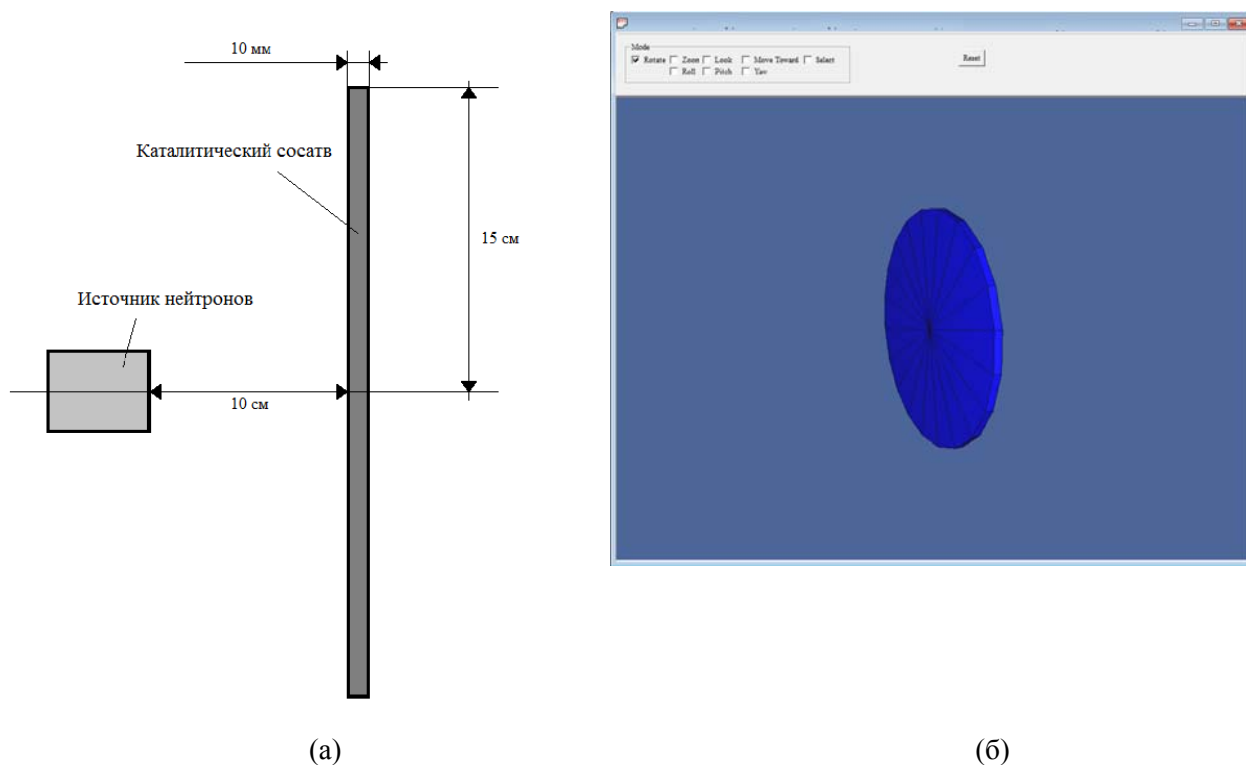 10 мм
Каталитический сосатв
15 см
Источник нейтронов
10 см
(а)
Mode
Rotate Zoom Look Move Toward Select
Roll Pitch Yaw
Reset
(б)